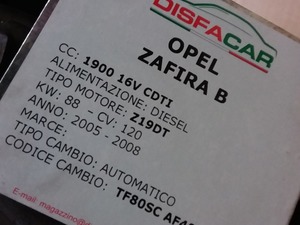 DISFACAR
OPEL
ZAFIRA B
CC: 1900 16V CDTI
ALIMENTAZIONE: DIESEL
TIPO MOTORE: Z19DT
KW: 88 - CV: 120
ANNO: 2005 - 2008
MARCE:
TIPO CAMBIO: AUTOMATICO
CODICE CAMBIO: TF80SC
E-mail: